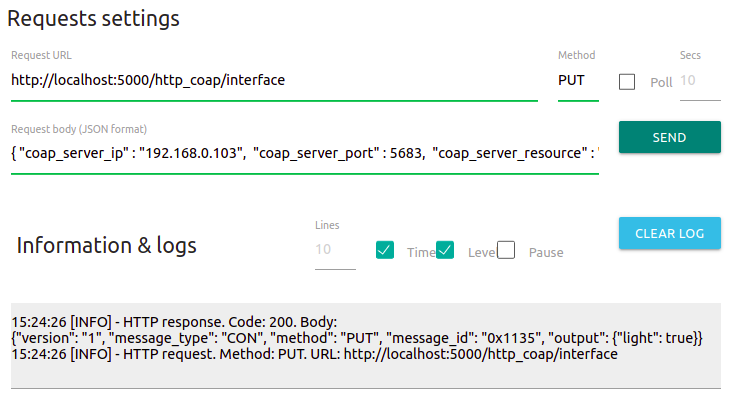 Requests settings
Request URL
Method
Secs
http://localhost:5000/http_coap/interface
PUT
Poll
10
Request body (JSON format)
{ "coap_server_ip" : "192.168.0.103", "coap_server_port" : 5683, "coap_server_resource" : '
SEND
Lines
Information & logs
10
Time
Level
Pause
CLEAR LOG
15:24:26 [INFO] - HTTP response. Code: 200. Body:
{"version": "1", "message_type": "CON", "method": "PUT", "message_id": "0x1135", "output": {"light": true}}
15:24:26 [INFO] - HTTP request. Method: PUT. URL: http://localhost:5000/http_coap/interface